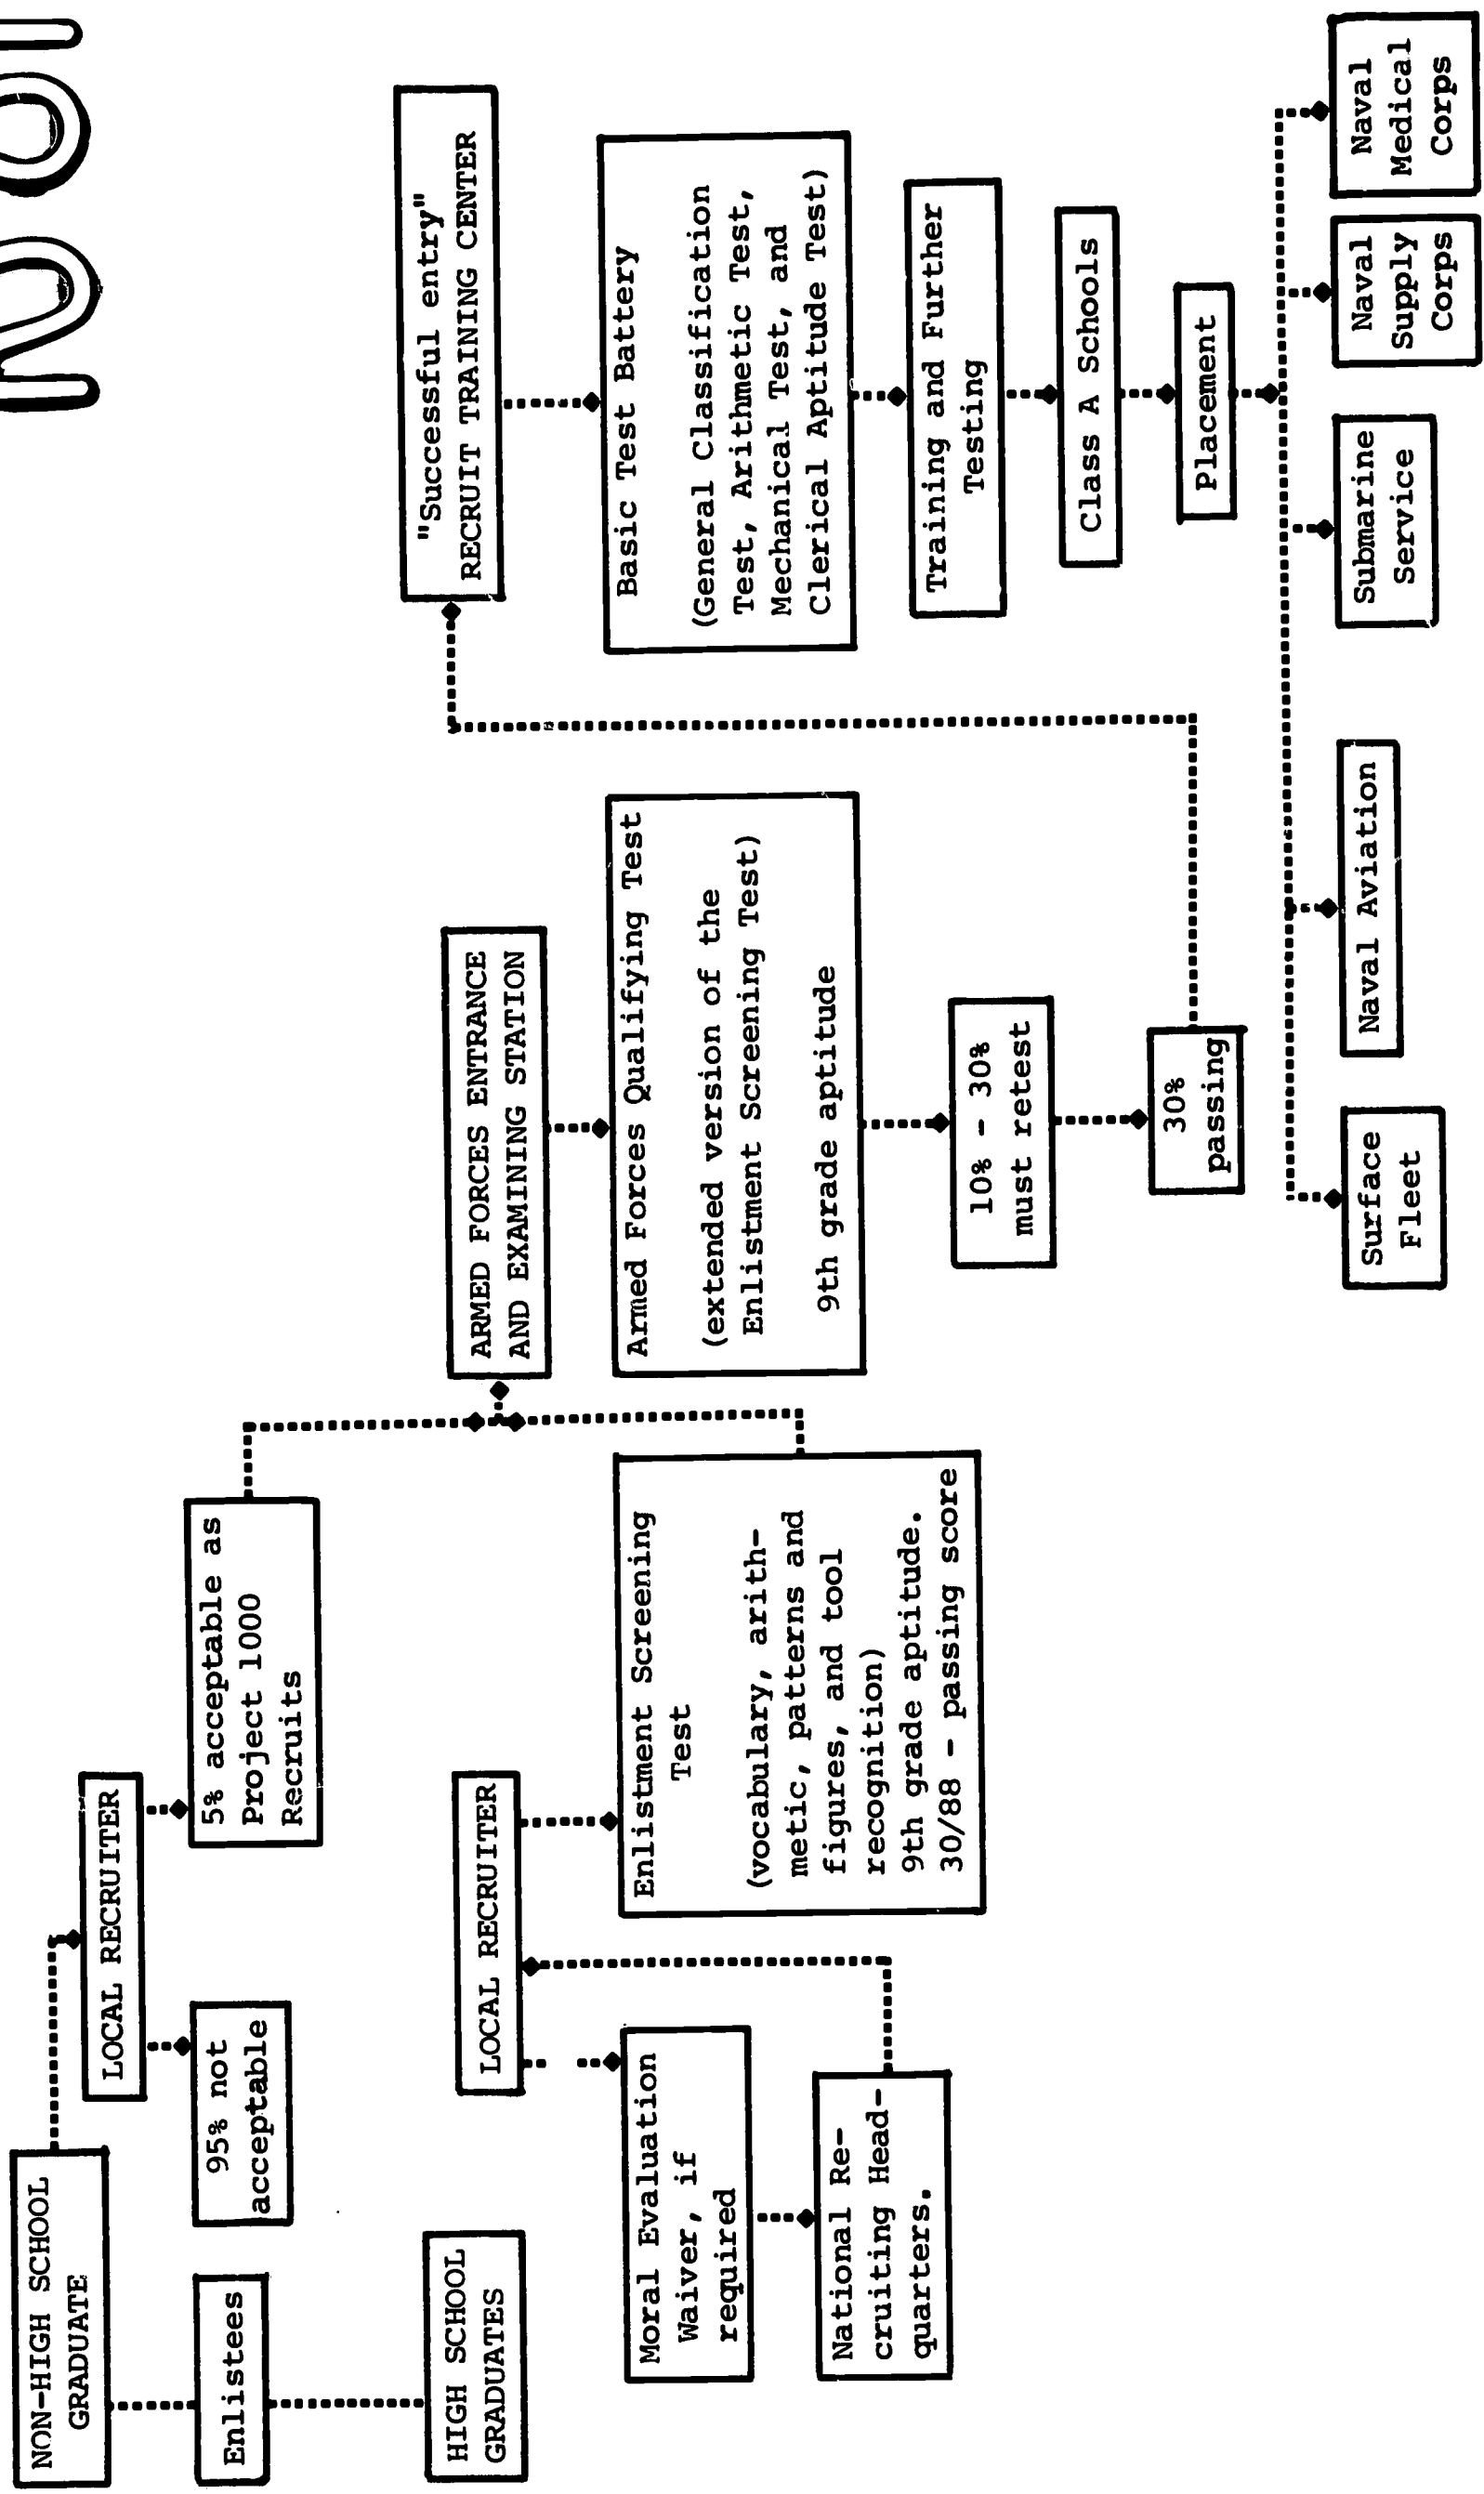 NON-HIGH SCHOOL
GRADUATE
Enlistees
HIGH SCHOOL
GRADUATES
LOCAL RECRUITER
95% not
acceptable
5% acceptable as
Project 1000
Recruits
LOCAL RECRUITER
Moral Evaluation
Waiver, if
required
National Re-
cruiting Head-
quarters.
Enlistment Screening
Test
(vocabulary, arith-
metic, patterns and
figures, and tool
recognition)
9th grade aptitude.
30/88 - passing score
ARMED FORCES ENTRANCE
AND EXAMINING STATION
Armed Forces Qualifying Test
(extended version of the
Enlistment Screening Test)
9th grade aptitude
10% - 30%
must retest
30%
passing
"Successful entry"
RECRUIT TRAINING CENTER
Basic Test Battery
(General Classification
Test, Arithmetic Test,
Mechanical Test, and
Clerical Aptitude Test)
Training and Further
Testing
Class A Schools
Placement
Surface
Fleet
Naval Aviation
Submarine
Service
Naval
Supply
Corps
Naval
Medical
Corps